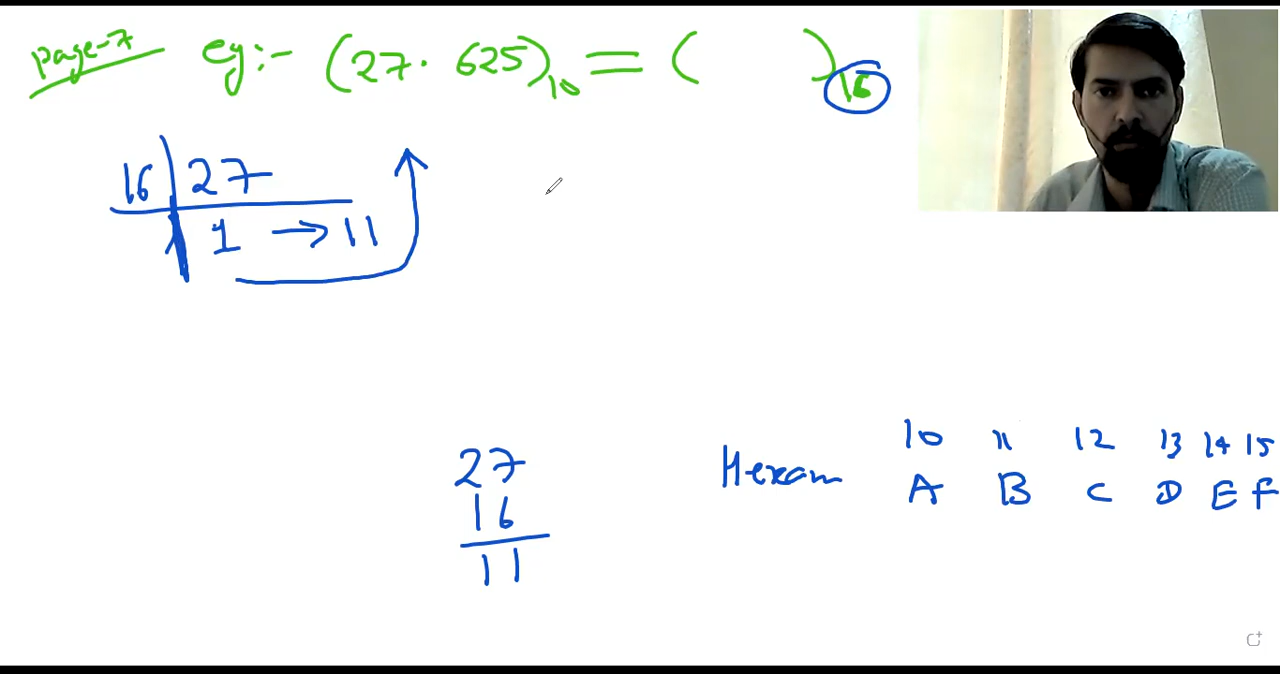 page-7 eg:- (27.625)10 = ( )16
16 27
1 → 11
27
16
11
10 11 12 13 14 15
Hexam A B C D E F